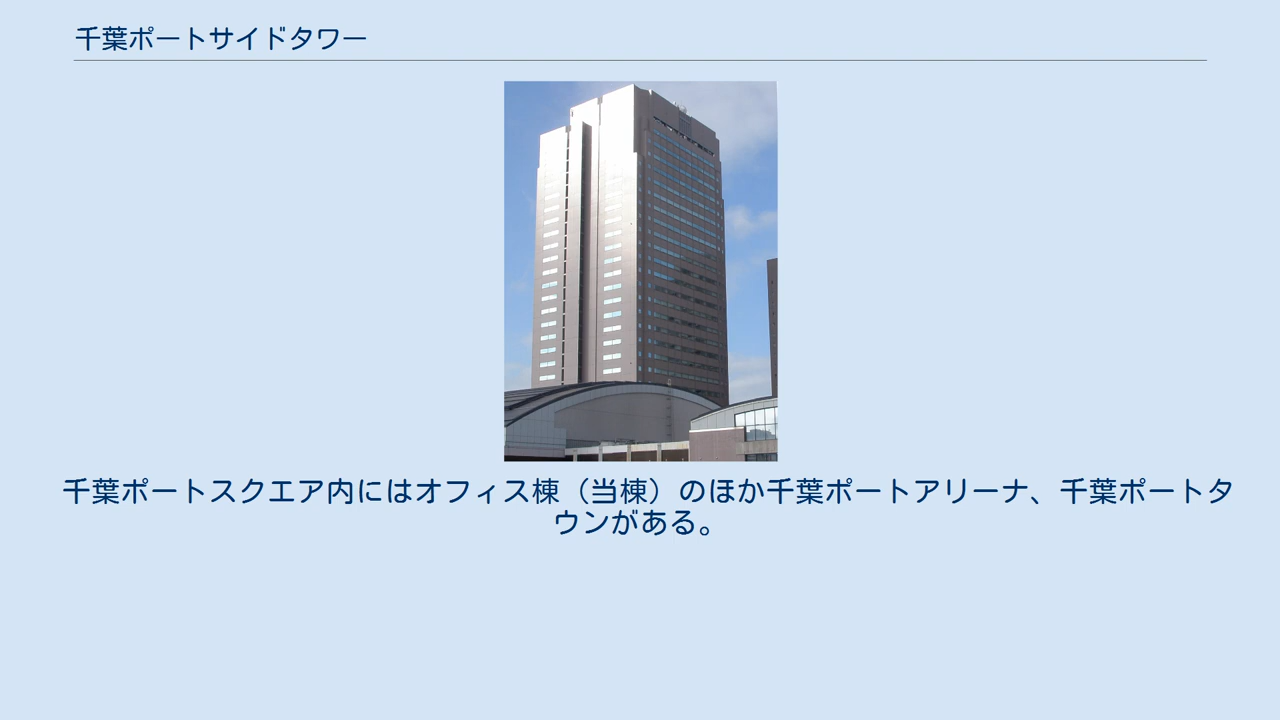 千葉ポートサイドタワー
千葉ポートスクエア内にはオフィス棟（当棟）のほか千葉ポートアリーナ、千葉ポートタ
ウンがある。